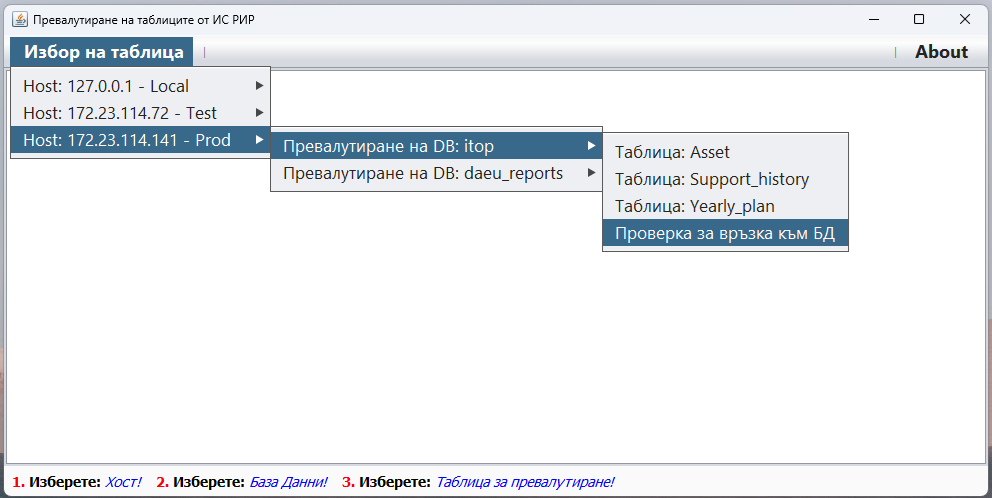 Превалутиране на таблиците от ИС РИР
Избор на таблица
About
Host: 127.0.0.1 - Local
Host: 172.23.114.72 - Test
Host: 172.23.114.141 - Prod
Превалутиране на DB: itop
Превалутиране на DB: daeu_reports
Таблица: Asset
Таблица: Support_history
Таблица: Yearly_plan
Проверка за връзка към БД
1. Изберете: Хост! 2. Изберете: База Данни! 3. Изберете: Таблица за превалутиране!